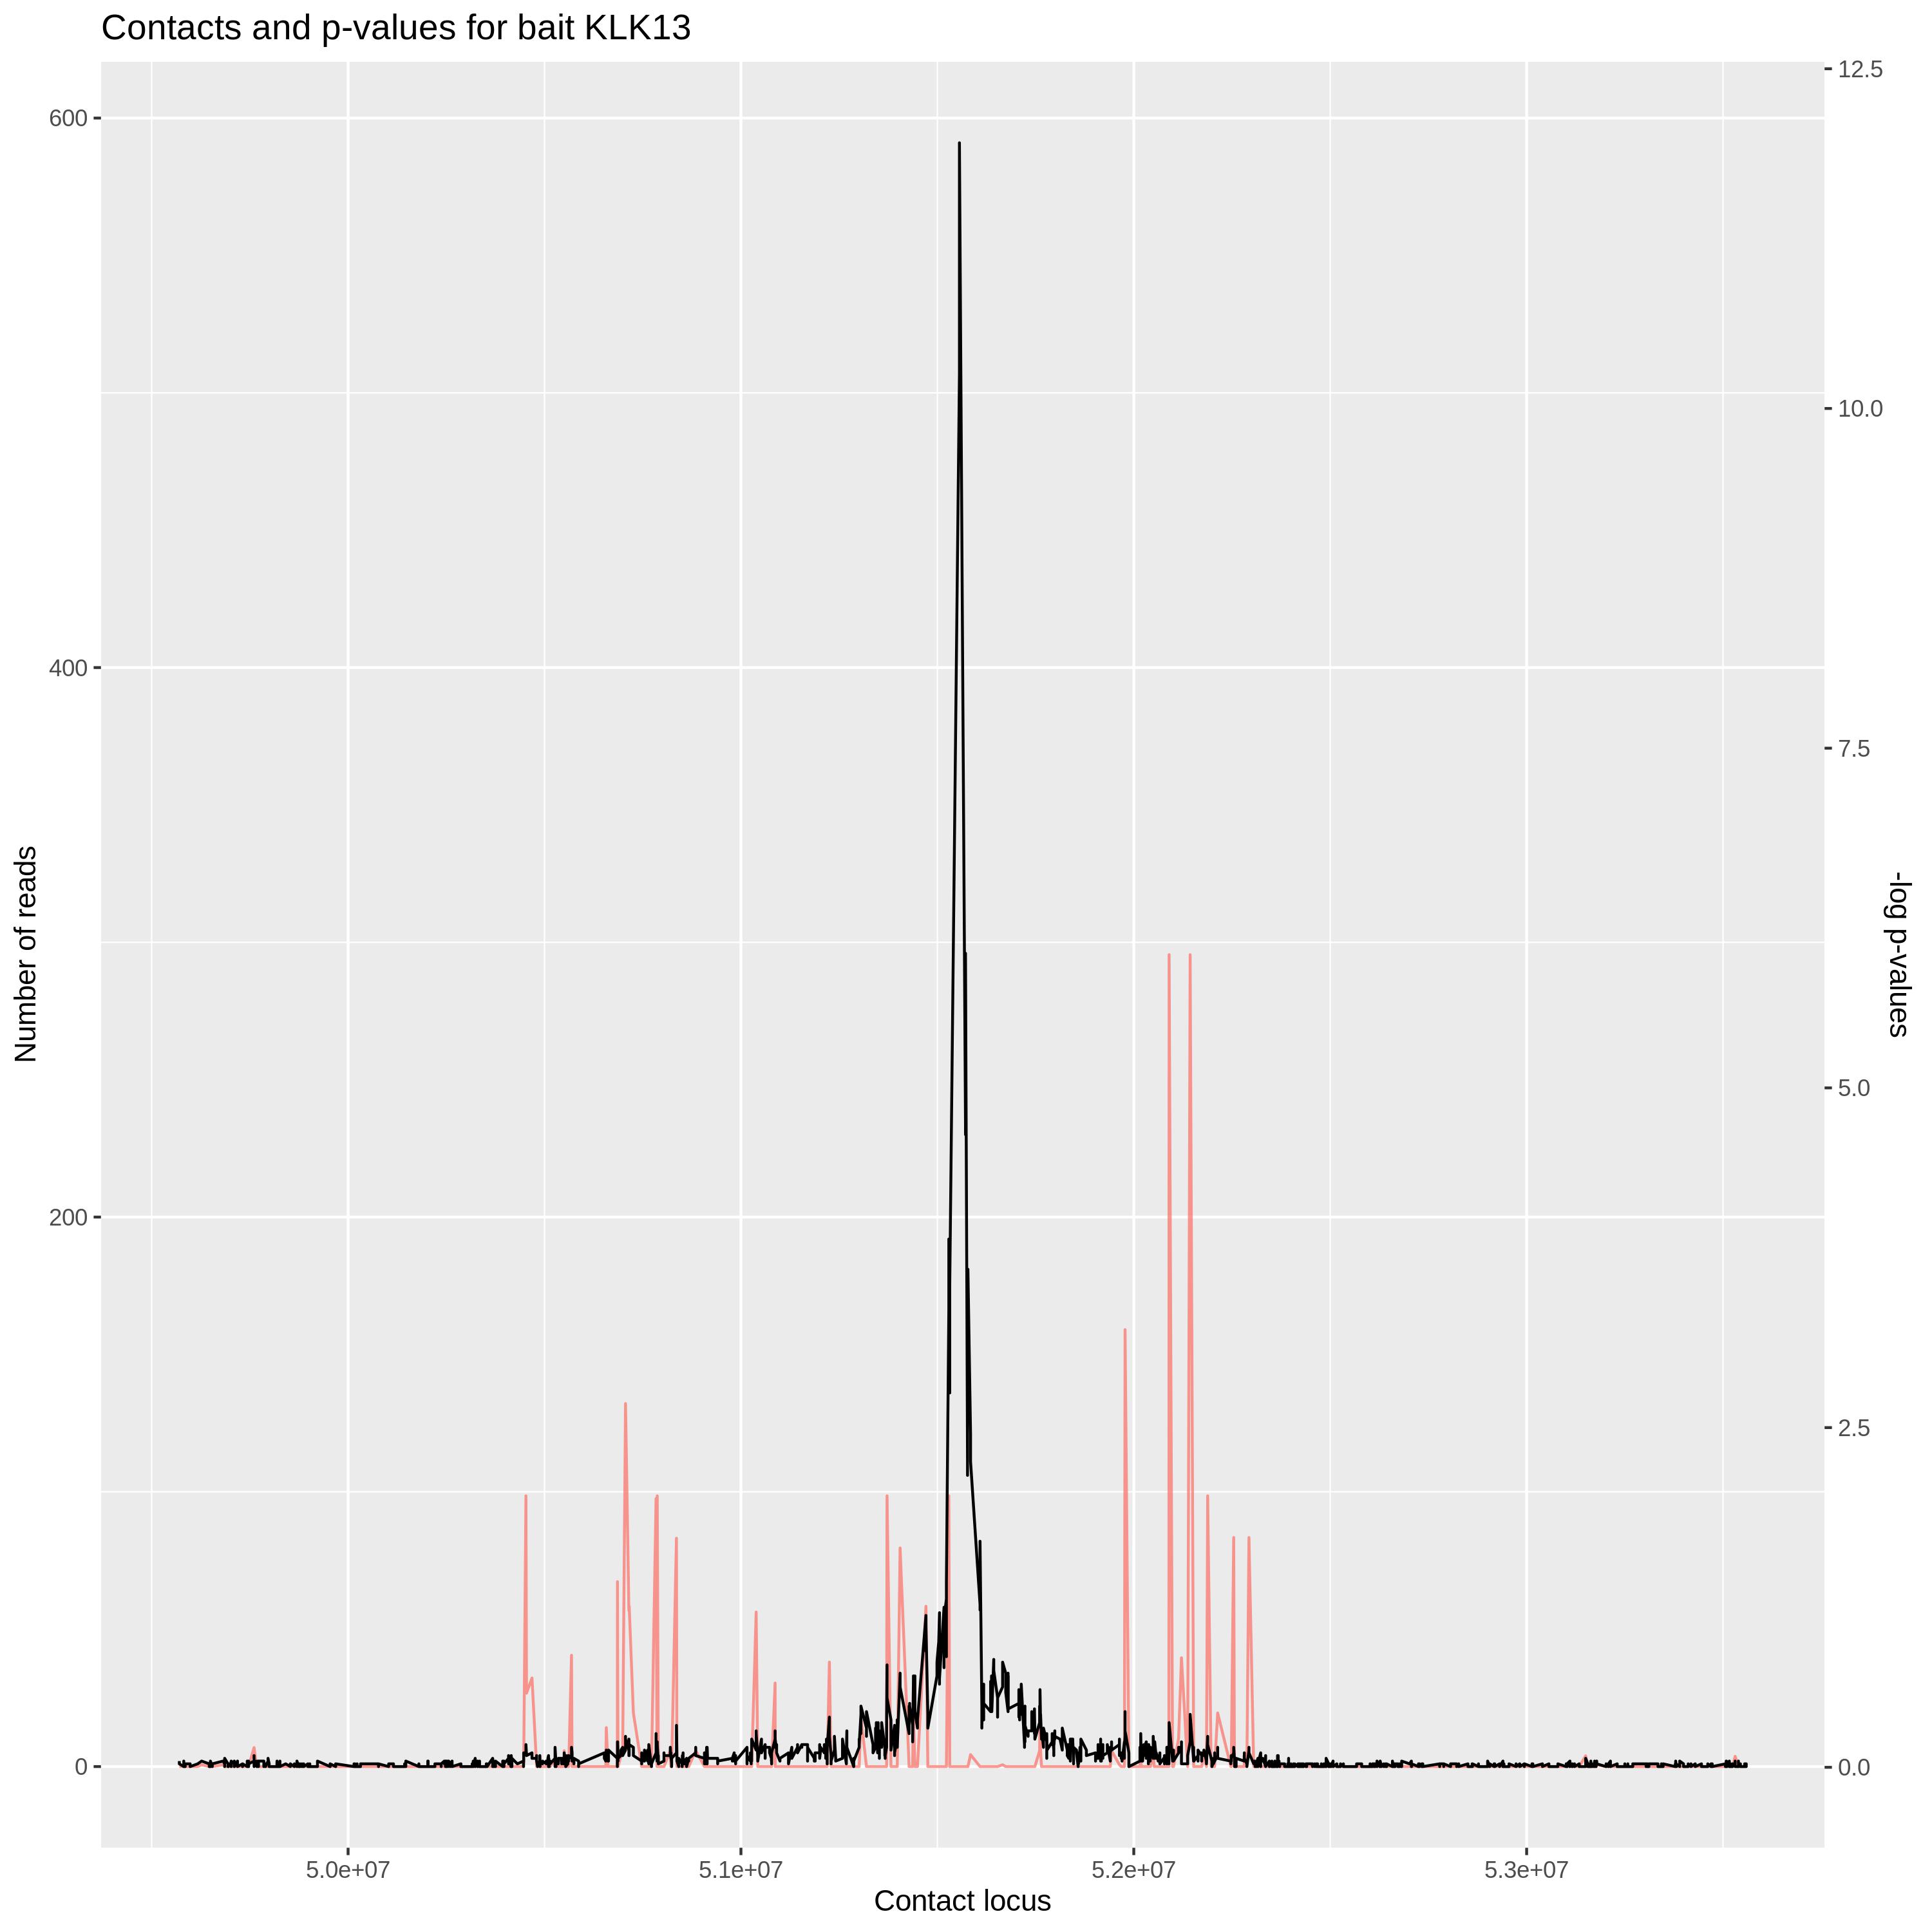 Contacts and p-values for bait KLK13
600
400
200
0
Number of reads
12.5
10.0
7.5
5.0
2.5
0.0
-log p-values
5.0e+07
5.1e+07
5.2e+07
5.3e+07
Contact locus